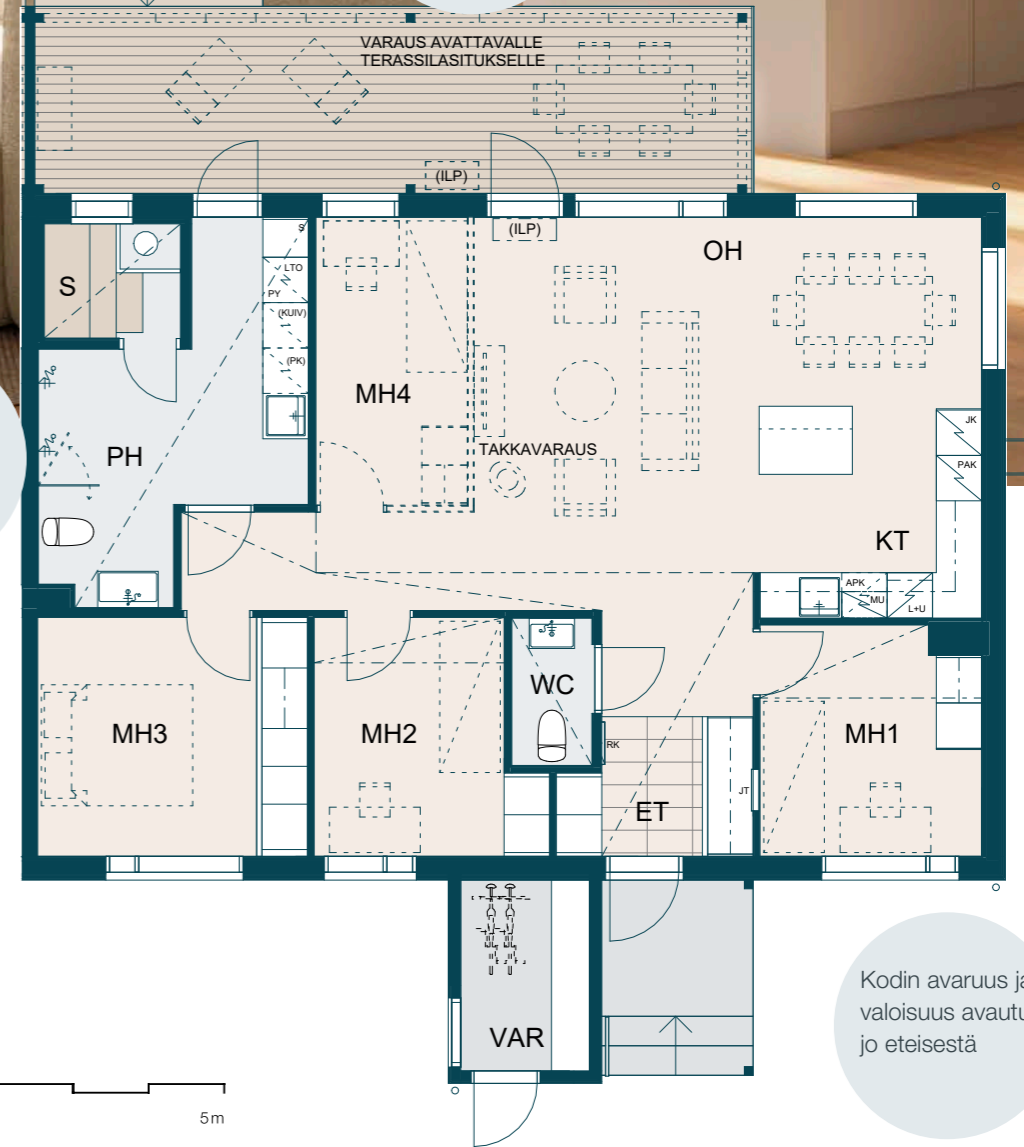 VARAUS AVATTAVALLE
TERASSILASITUKSELLE
(ILP)
(ILP)
OH
S
S
LTO
PY
(KUIV)
(PK)
MH4
TAKKAVARAUS
PH
JK
PAK
KT
APK
MU
L+U
WC
MH3
MH2
MH1
RK
JT
ET
VAR
Kodin avaruus ja
valoisuus avautu
jo eteisestä
5m